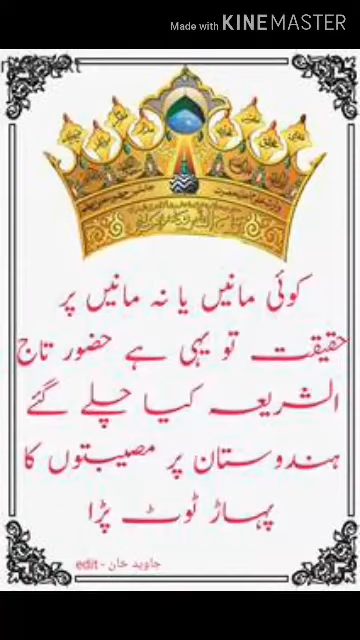 Made with KINEMASTER
کوئی مانیں یا نہ مانیں پر
حقیقت تو یہی ہے حضور تاج
الشریعہ کیا چلے گئے
ہندوستان پر مصیبتوں کا
پہاڑ ٹوٹ پڑا
edit - جاوید خان